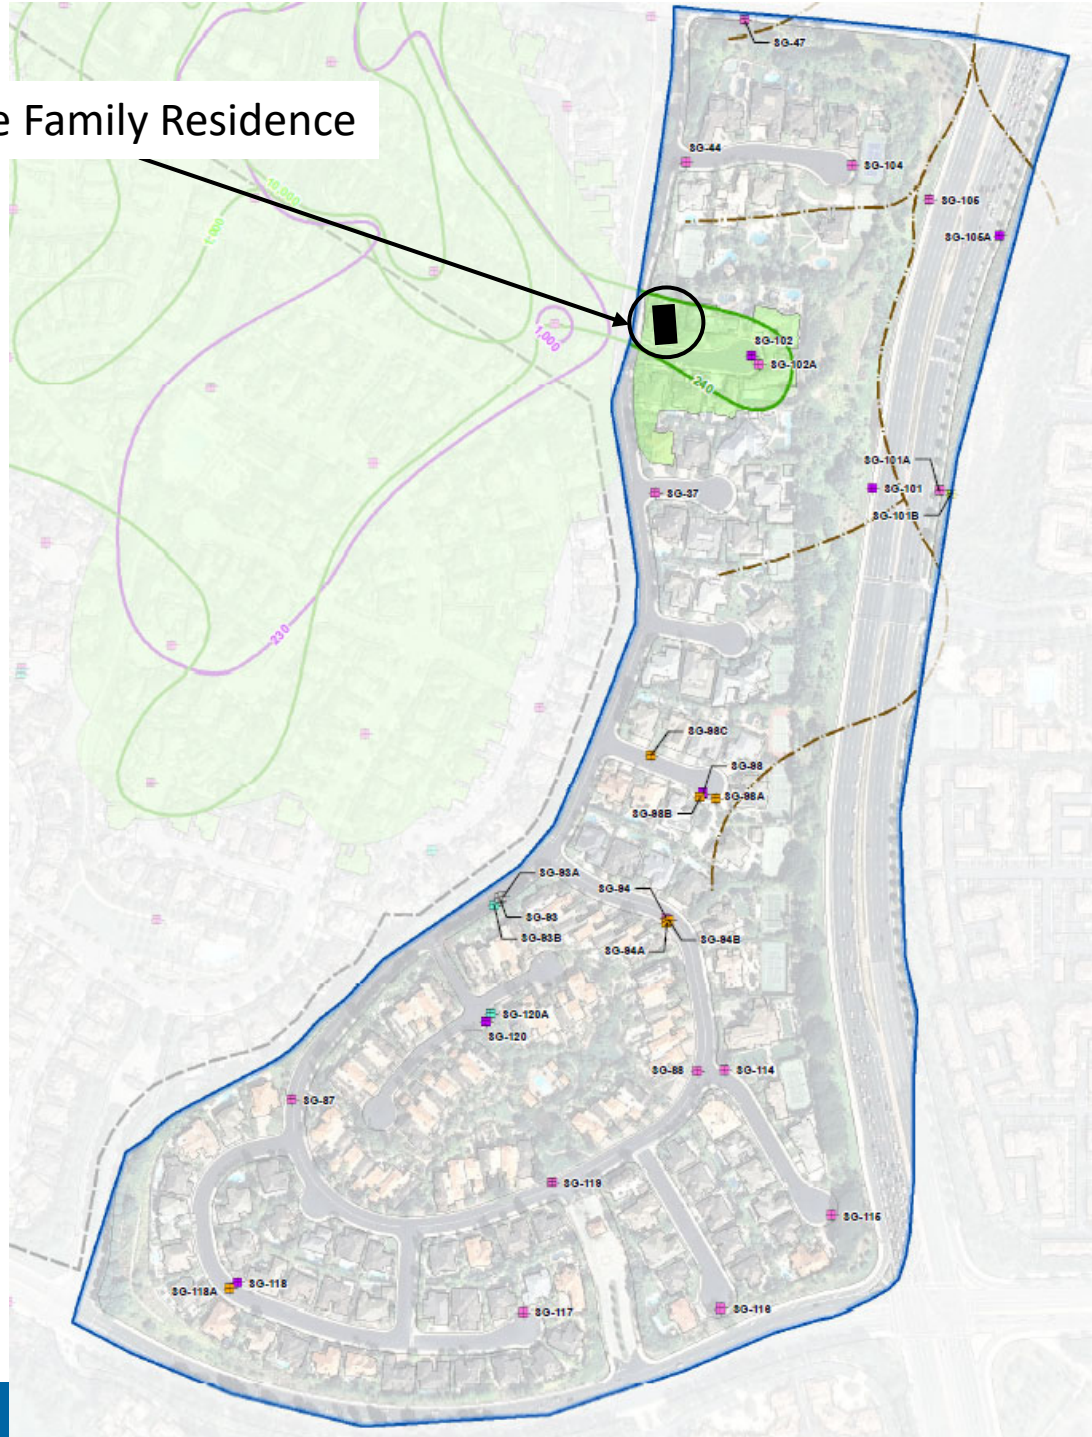 SG-47
e Family Residence
SG-44
SG-104
10,000
SG-105
1,000
SG-105A
1,000
SG-102
SG-102A
240
SG-101A
SG-37
SG-101
SG-101B
230
SG-98C
SG-98
SG-98A
SG-98B
SG-93A
SG-94
SG-93
SG-93B
SG-94B
SG-94A
SG-120A
SG-120
SG-88
SG-114
SG-87
SG-119
SG-115
SG-118
SG-118A
SG-117
SG-116